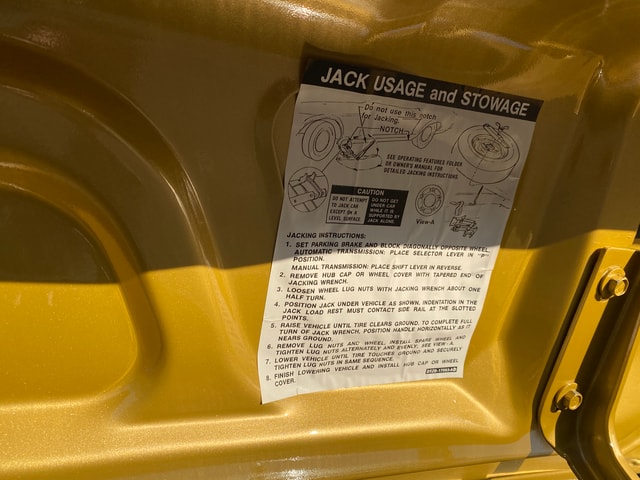 JACK USAGE and STOWAGE
Do not use this notch
for Jacking.
NOTCH
SEE OPERATING FEATURES FOLDER
OR OWNER'S MANUAL FOR
DETAILED JACKING INSTRUCTIONS
CAUTION
DO NOT ATTEMPT
TO JACK CAR
EXCEPT ON A
LEVEL SURFACE.
DO NOT GET
UNDER CAR
WHILE IT IS
SUPPORTED BY
JACK ALONE.
View-A
JACKING INSTRUCTIONS:
1. SET PARKING BRAKE AND BLOCK DIAGONALLY OPPOSITE WHEEL.
AUTOMATIC TRANSMISSION: PLACE SELECTOR LEVER IN "P"
POSITION.
MANUAL TRANSMISSION: PLACE SHIFT LEVER IN REVERSE.
2. REMOVE HUB CAP OR WHEEL COVER WITH TAPERED END OF
JACKING WRENCH.
3. LOOSEN WHEEL LUG NUTS WITH JACKING WRENCH ABOUT ONE
HALF TURN.
4. POSITION JACK UNDER VEHICLE AS SHOWN, INDENTATION IN THE
JACK LOAD REST MUST CONTACT SIDE RAIL AT THE SLOTTED
POINTS.
5. RAISE VEHICLE UNTIL TIRE CLEARS GROUND, TO COMPLETE FULL
TURN OF JACK WRENCH, POSITION HANDLE HORIZONTALLY AS IT
NEARS GROUND.
6. REMOVE LUG NUTS AND WHEEL, INSTALL SPARE WHEEL AND
TIGHTEN LUG NUTS ALTERNATELY AND EVENLY, SEE VIEW - A.
7. LOWER VEHICLE UNTIL TIRE TOUCHES GROUND AND SECURELY
TIGHTEN LUG NUTS IN SAME SEQUENCE.
8. FINISH LOWERING VEHICLE AND INSTALL HUB CAP OR WHEEL
COVER.